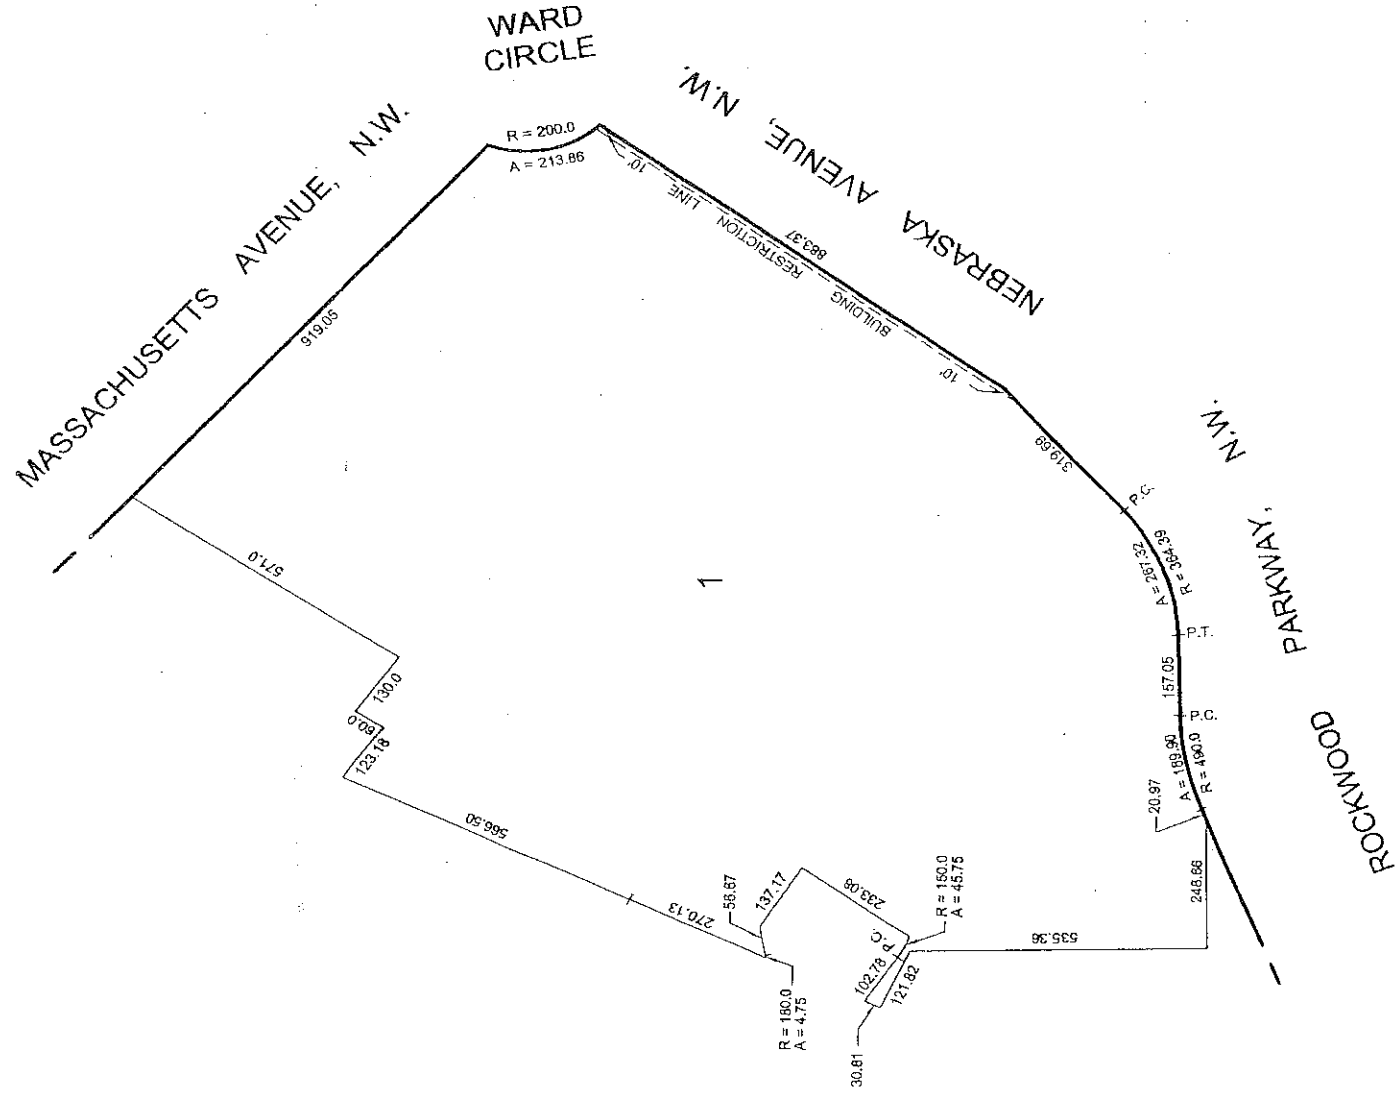 WARD
CIRCLE
MASSACHUSETTS AVENUE, N.W.
NEBRASKA AVENUE, N.W.
R = 200.0
A = 213.86
10'
BUILDING RESTRICTION LINE
883.37
10'
919.05
319.69
P.C.
A = 267.32
R = 364.39
P.T.
157.05
P.C.
A = 189.90
R = 490.0
20.97
ROCKWOOD PARKWAY, N.W.
571.0
130.0
60.0
123.18
1
566.50
270.13
56.67
137.17
233.08
P.C.
R = 150.0
A = 45.75
102.78
121.82
30.81
R = 180.0
A = 4.75
535.36
248.66